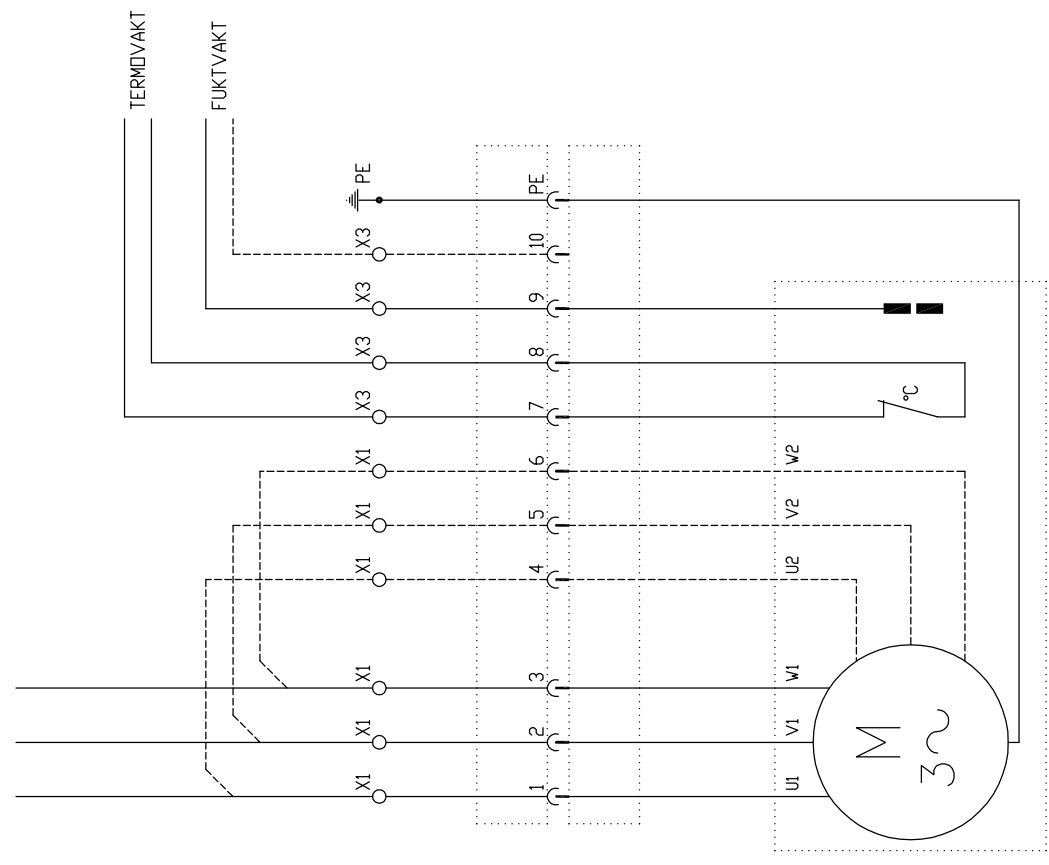 TERMOVAKT
FUKTVAKT
PE
X3
X3
X3
X3
X1
X1
X1
X1
X1
X1
PE
10
9
8
7
6
5
4
3
2
1
W2
V2
U2
W1
V1
U1
°C
M
3~